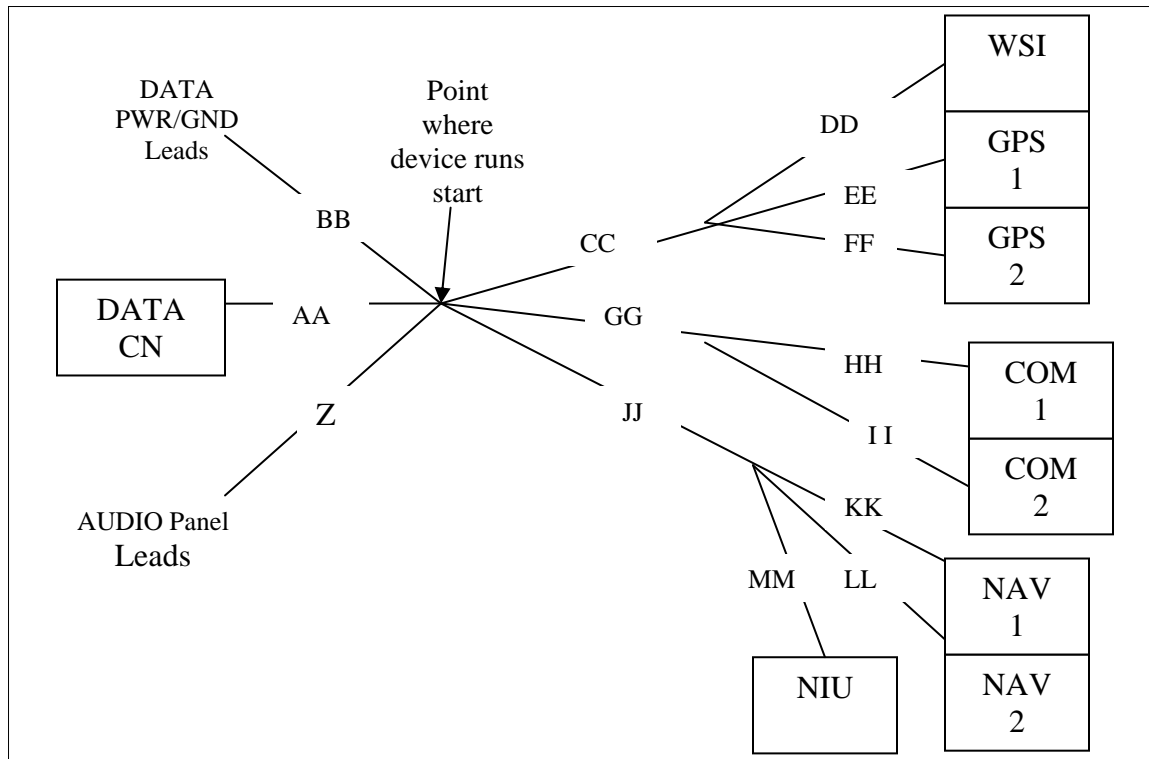 DATA
PWR/GND
Leads
Point
where
device runs
start
WSI
DD
GPS
1
EE
BB
CC
FF
GPS
2
DATA
CN
AA
GG
HH
COM
1
Z
JJ
I I
COM
2
AUDIO Panel
Leads
KK
MM
LL
NAV
1
NIU
NAV
2